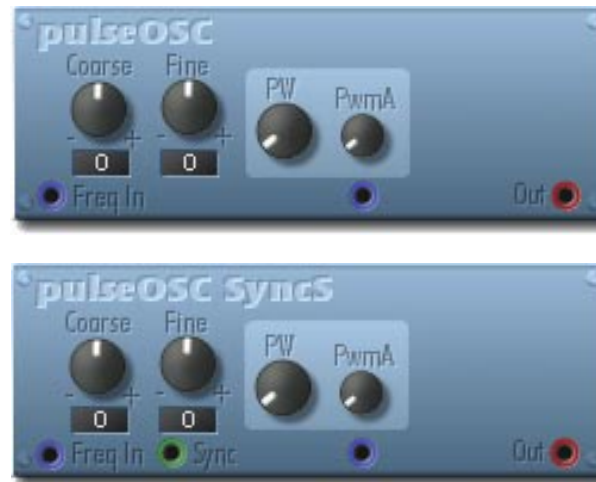 pulseOSC
Coarse Fine
PW PwmA
- + - +
0 0
Freq In Out
pulseOSC SyncS
Coarse Fine
PW PwmA
- + - +
0 0
Freq In Sync Out